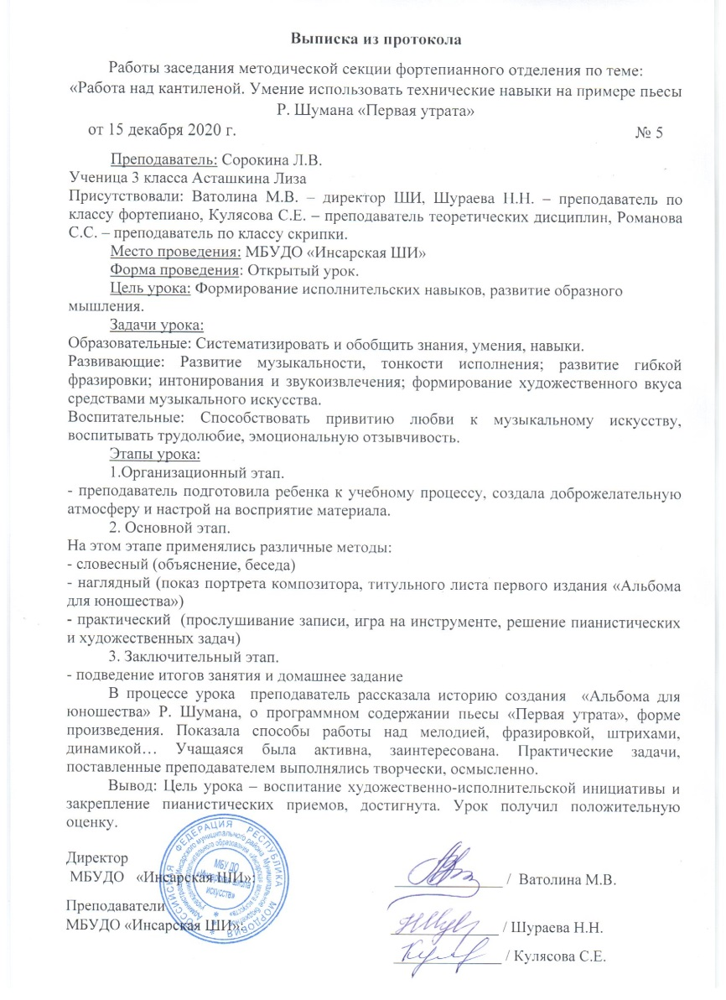 Выписка из протокола
Работы заседания методической секции фортепианного отделения по теме:
«Работа над кантиленой. Умение использовать технические навыки на примере пьесы
Р. Шумана «Первая утрата»
от 15 декабря 2020 г.
№ 5
Преподаватель: Сорокина Л.В.
Ученица 3 класса Асташкина Лиза
Присутствовали: Ватолина М.В. – директор ШИ, Шураева Н.Н. – преподаватель по
классу фортепиано, Кулясова С.Е. – преподаватель теоретических дисциплин, Романова
С.С. – преподаватель по классу скрипки.
Место проведения: МБУДО «Инсарская ШИ»
Форма проведения: Открытый урок.
Цель урока: Формирование исполнительских навыков, развитие образного
мышления.
Задачи урока:
Образовательные: Систематизировать и обобщить знания, умения, навыки.
Развивающие: Развитие музыкальности, тонкости исполнения; развитие гибкой
фразировки; интонирования и звукоизвлечения; формирование художественного вкуса
средствами музыкального искусства.
Воспитательные: Способствовать привитию любви к музыкальному искусству,
воспитывать трудолюбие, эмоциональную отзывчивость.
Этапы урока:
1.Организационный этап.
- преподаватель подготовила ребенка к учебному процессу, создала доброжелательную
атмосферу и настрой на восприятие материала.
2. Основной этап.
На этом этапе применялись различные методы:
- словесный (объяснение, беседа)
- наглядный (показ портрета композитора, титульного листа первого издания «Альбома
для юношества»)
- практический (прослушивание записи, игра на инструменте, решение пианистических
и художественных задач)
3. Заключительный этап.
- подведение итогов занятия и домашнее задание
В процессе урока преподаватель рассказала историю создания «Альбома для
юношества» Р. Шумана, о программном содержании пьесы «Первая утрата», форме
произведения. Показала способы работы над мелодией, фразировкой, штрихами,
динамикой… Учащаяся была активна, заинтересована. Практические задачи,
поставленные преподавателем выполнялись творчески, осмысленно.
Вывод: Цель урока – воспитание художественно-исполнительской инициативы и
закрепление пианистических приемов, достигнута. Урок получил положительную
оценку.
Директор
МБУДО «Инсарская ШИ»:
/ Ватолина М.В.
Преподаватели
МБУДО «Инсарская ШИ»:
/ Шураева Н.Н.
/ Кулясова С.Е.
РОССИЙСКАЯ ФЕДЕРАЦИЯ РЕСПУБЛИКА МОРДОВИЯ
МБУ ДО
«Инсарская школа
искусств»